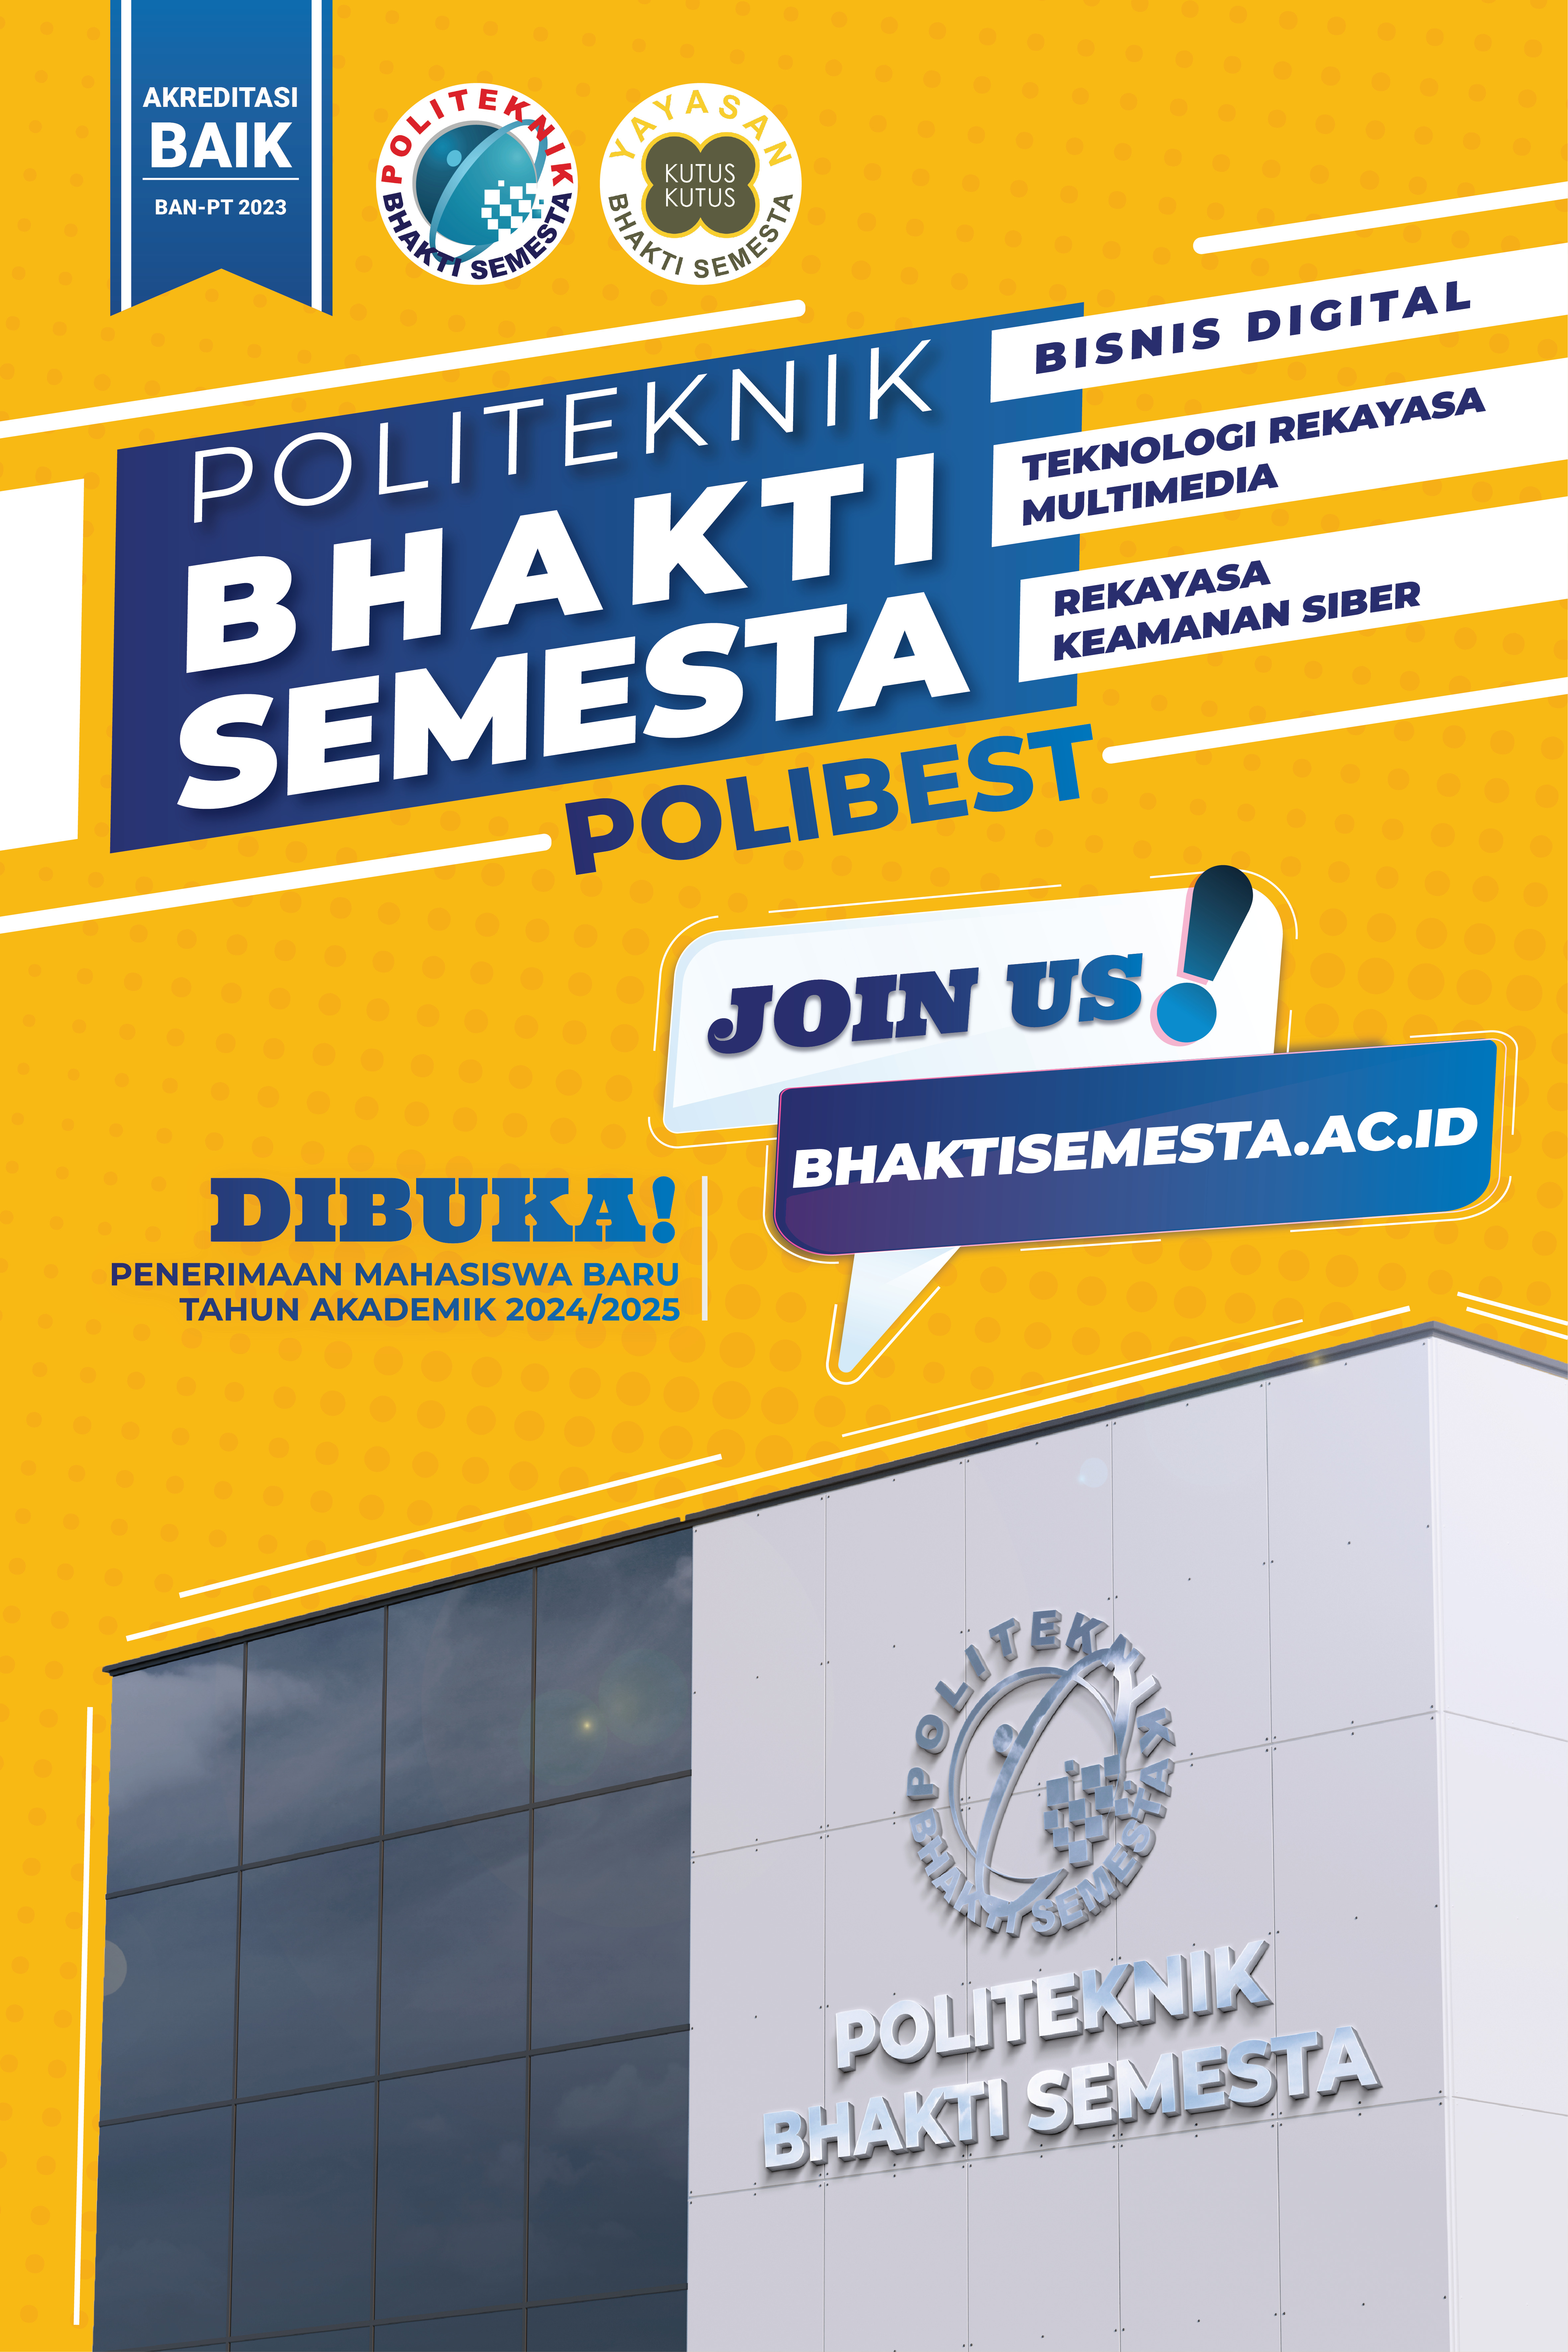 AKREDITASI
BAIK
BAN-PT 2023
POLITEKNIK
BHAKTI SEMESTA
YAYASAN
KUTUS
KUTUS
BHAKTI SEMESTA
POLITEKNIK
BHAKTI
SEMESTA
POLIBEST
BISNIS DIGITAL
TEKNOLOGI REKAYASA
MULTIMEDIA
REKAYASA
KEAMANAN SIBER
JOIN US!
BHAKTISEMESTA.AC.ID
DIBUKA!
PENERIMAAN MAHASISWA BARU
TAHUN AKADEMIK 2024/2025
POLITEKNIK
BHAKTI SEMESTA
POLITEKNIK
BHAKTI SEMESTA